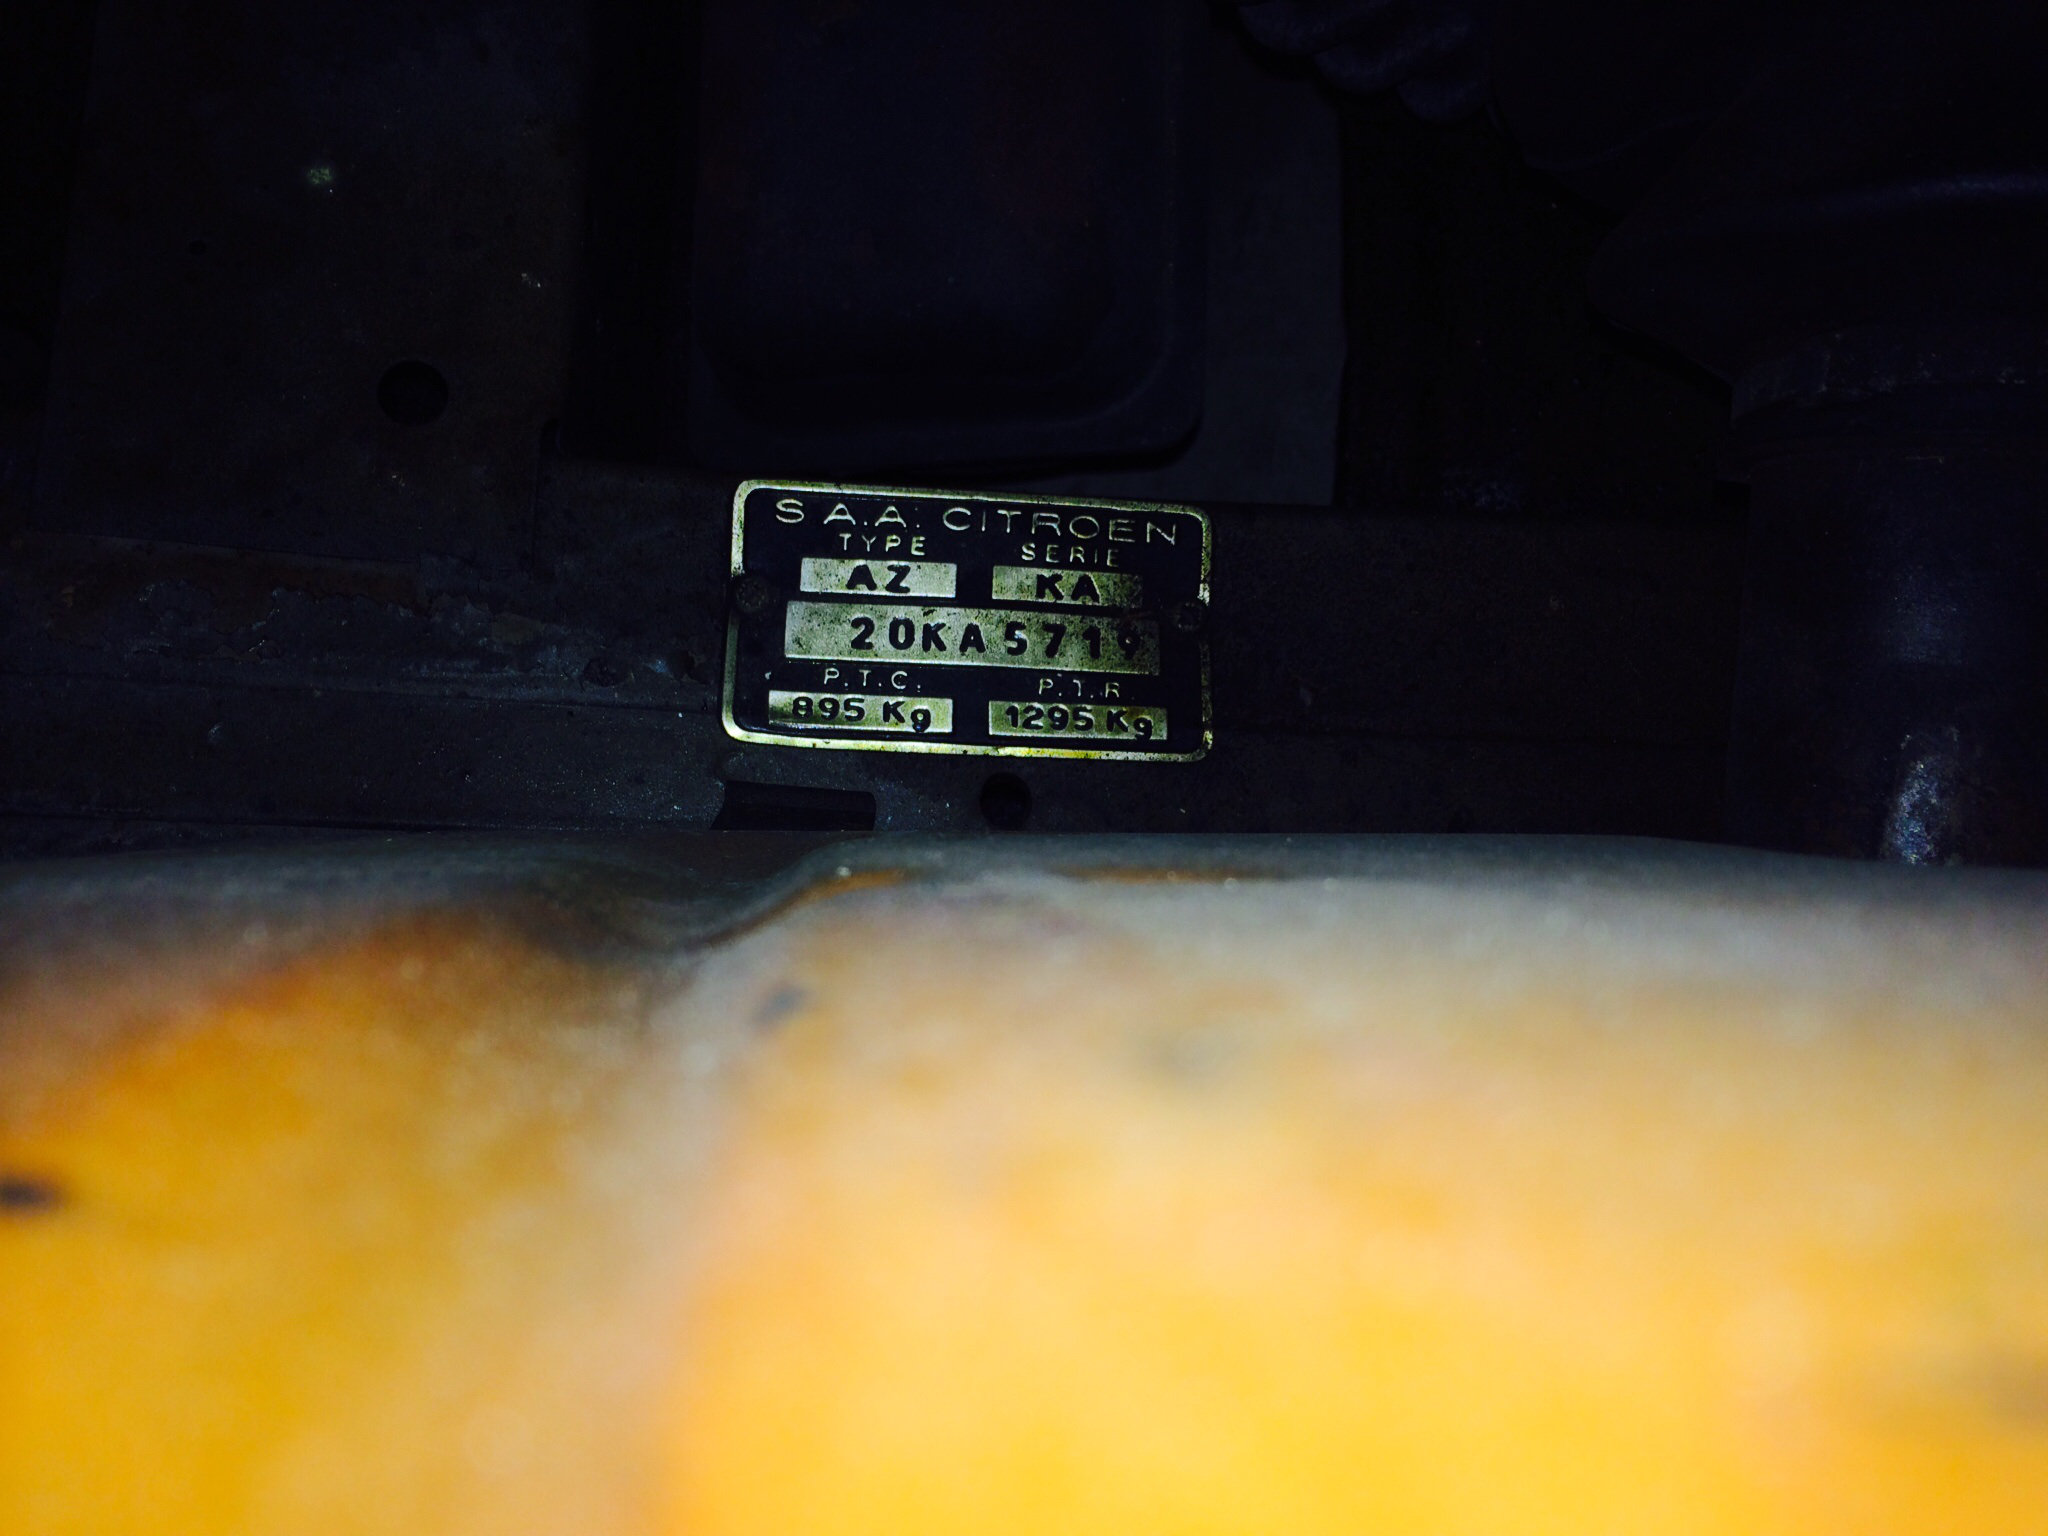 S.A.A. CITROEN
TYPE SERIE
AZ KA
20KA5719
P.T.C. P.T.R.
895 Kg 1295 Kg